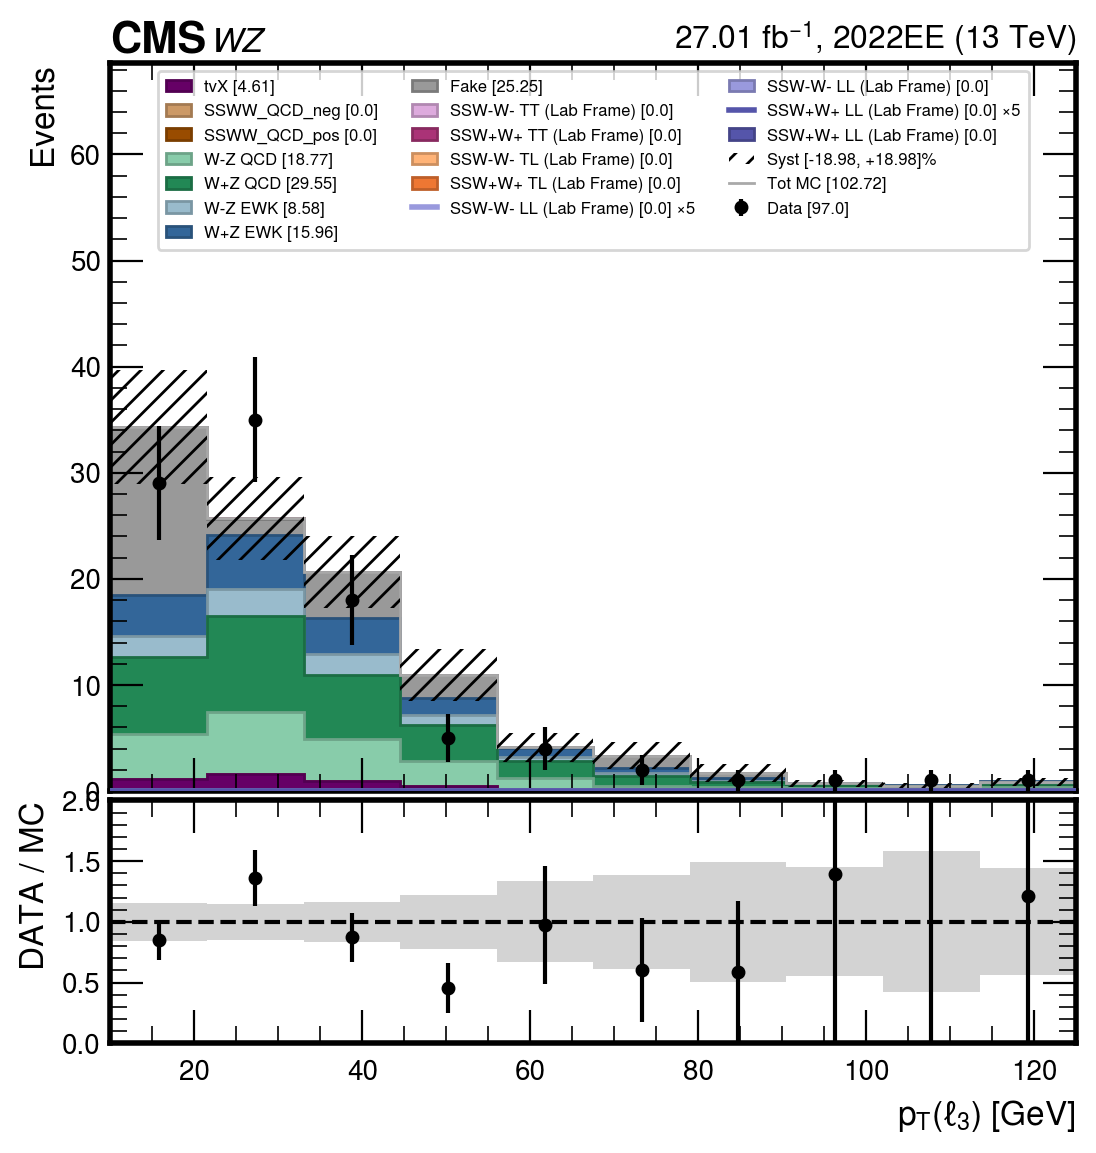 CMS WZ 27.01 fb⁻¹, 2022EE (13 TeV)
Events
tvX [4.61]
SSWW_QCD_neg [0.0]
SSWW_QCD_pos [0.0]
W-Z QCD [18.77]
W+Z QCD [29.55]
W-Z EWK [8.58]
W+Z EWK [15.96]
Fake [25.25]
SSW-W- TT (Lab Frame) [0.0]
SSW+W+ TT (Lab Frame) [0.0]
SSW-W- TL (Lab Frame) [0.0]
SSW+W+ TL (Lab Frame) [0.0]
SSW-W- LL (Lab Frame) [0.0] ×5
SSW-W- LL (Lab Frame) [0.0]
SSW+W+ LL (Lab Frame) [0.0] ×5
SSW+W+ LL (Lab Frame) [0.0]
Syst [-18.98, +18.98]%
Tot MC [102.72]
Data [97.0]
60
50
40
30
20
10
0
DATA / MC
2.0
1.5
1.0
0.5
0.0
20 40 60 80 100 120
p_T(ℓ₃) [GeV]